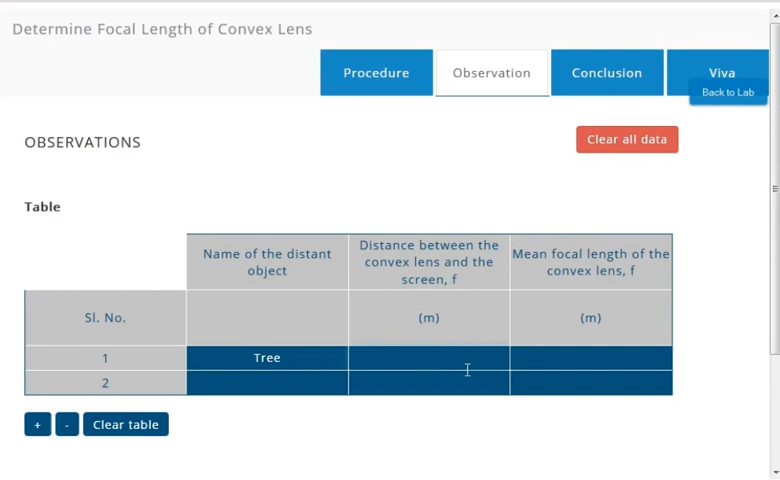 Determine Focal Length of Convex Lens
Procedure
Observation
Conclusion
Viva
Back to Lab
OBSERVATIONS
Clear all data
Table
Name of the distant
object
Distance between the
convex lens and the
screen, f
Mean focal length of the
convex lens, f
Sl. No.
(m)
(m)
1
Tree
2
+
-
Clear table